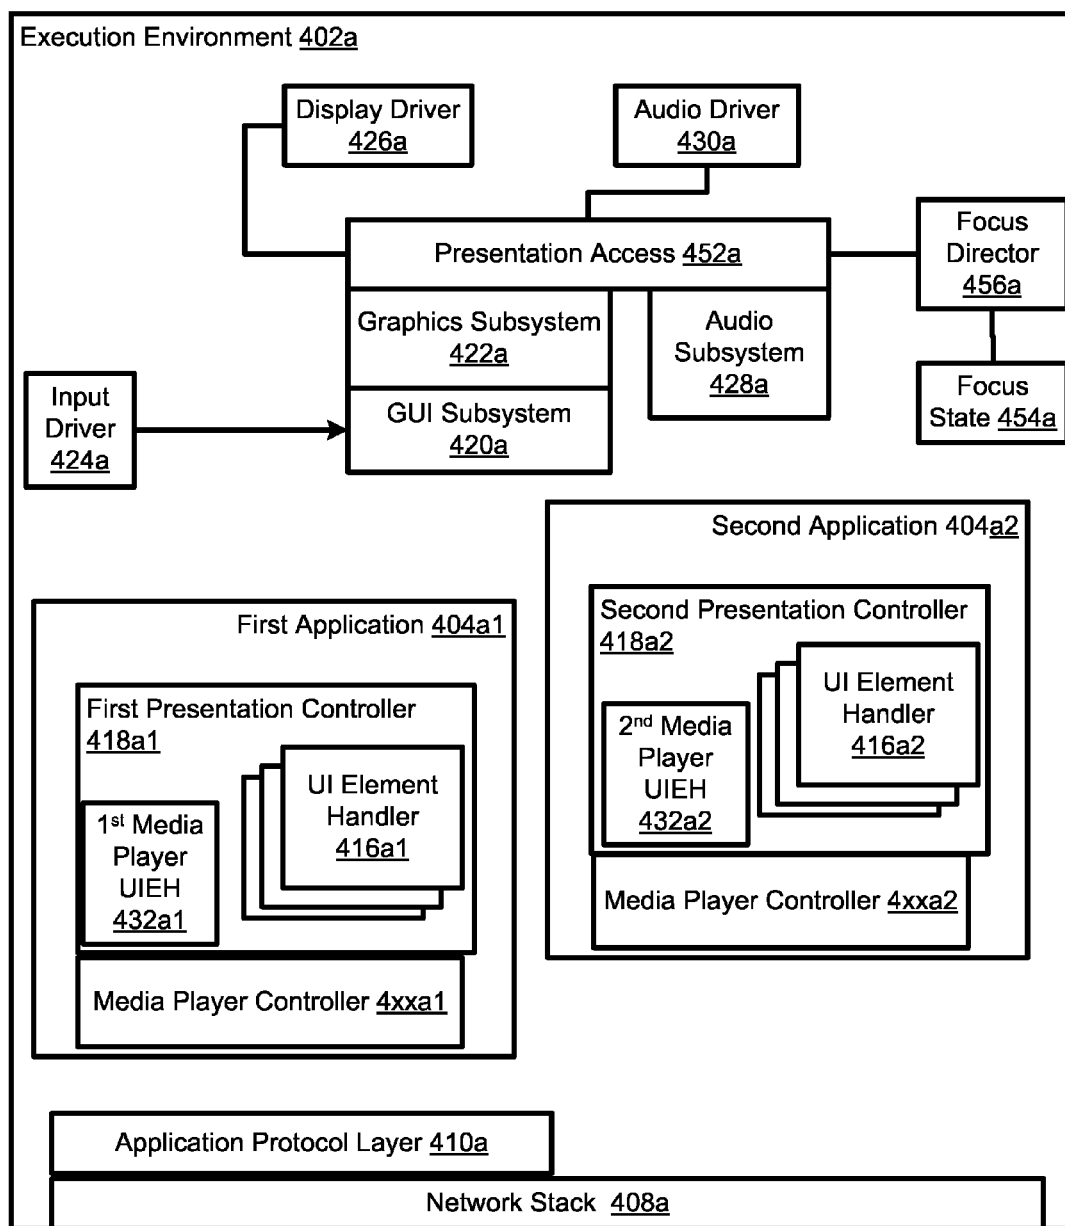 Execution Environment 402a
Display Driver
426a
Audio Driver
430a
Presentation Access 452a
Focus
Director
456a
Graphics Subsystem
422a
Audio
Subsystem
428a
Focus
State 454a
Input
Driver
424a
GUI Subsystem
420a
Second Application 404a2
Second Presentation Controller
418a2
UI Element
Handler
416a2
2nd Media
Player
UIEH
432a2
Media Player Controller 4xxa2
First Application 404a1
First Presentation Controller
418a1
UI Element
Handler
416a1
1st Media
Player
UIEH
432a1
Media Player Controller 4xxa1
Application Protocol Layer 410a
Network Stack 408a